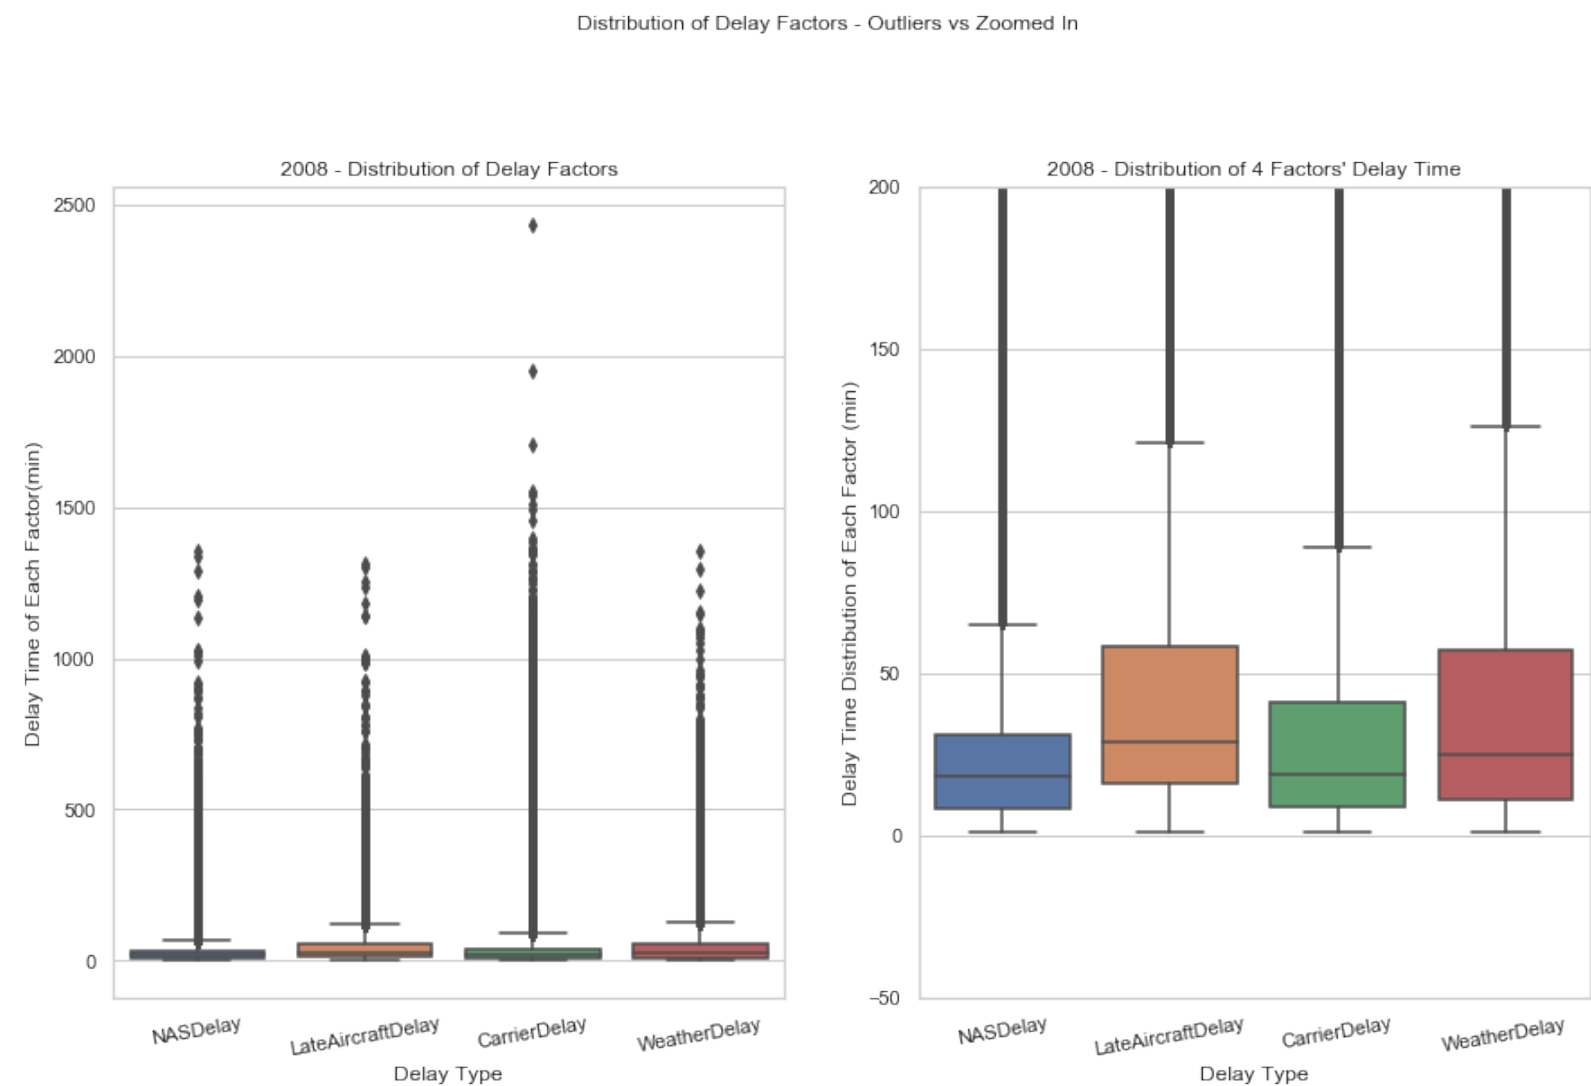 Distribution of Delay Factors - Outliers vs Zoomed In
2008 - Distribution of Delay Factors
2500
2000
1500
1000
500
0
Delay Time of Each Factor(min)
NASDelay
LateAircraftDelay
CarrierDelay
WeatherDelay
Delay Type
2008 - Distribution of 4 Factors' Delay Time
200
150
100
50
0
−50
Delay Time Distribution of Each Factor (min)
NASDelay
LateAircraftDelay
CarrierDelay
WeatherDelay
Delay Type